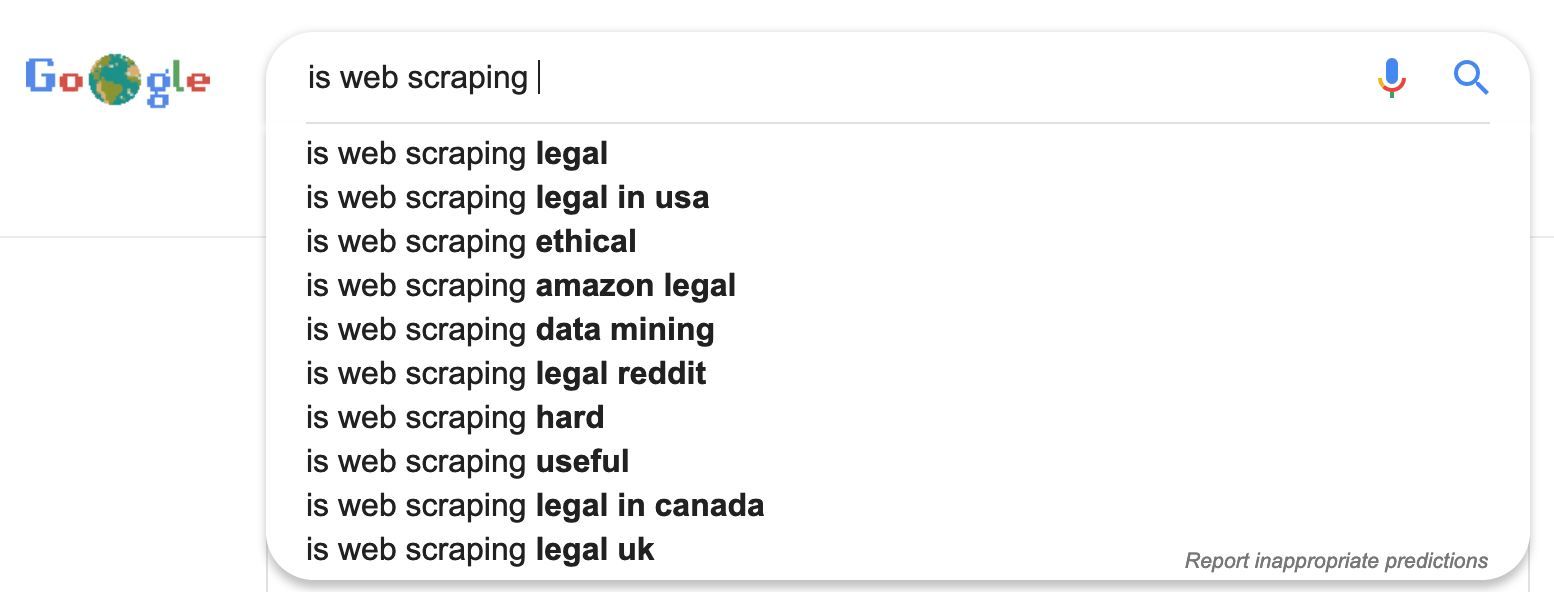 Google
is web scraping
is web scraping legal
is web scraping legal in usa
is web scraping ethical
is web scraping amazon legal
is web scraping data mining
is web scraping legal reddit
is web scraping hard
is web scraping useful
is web scraping legal in canada
is web scraping legal uk
Report inappropriate predictions